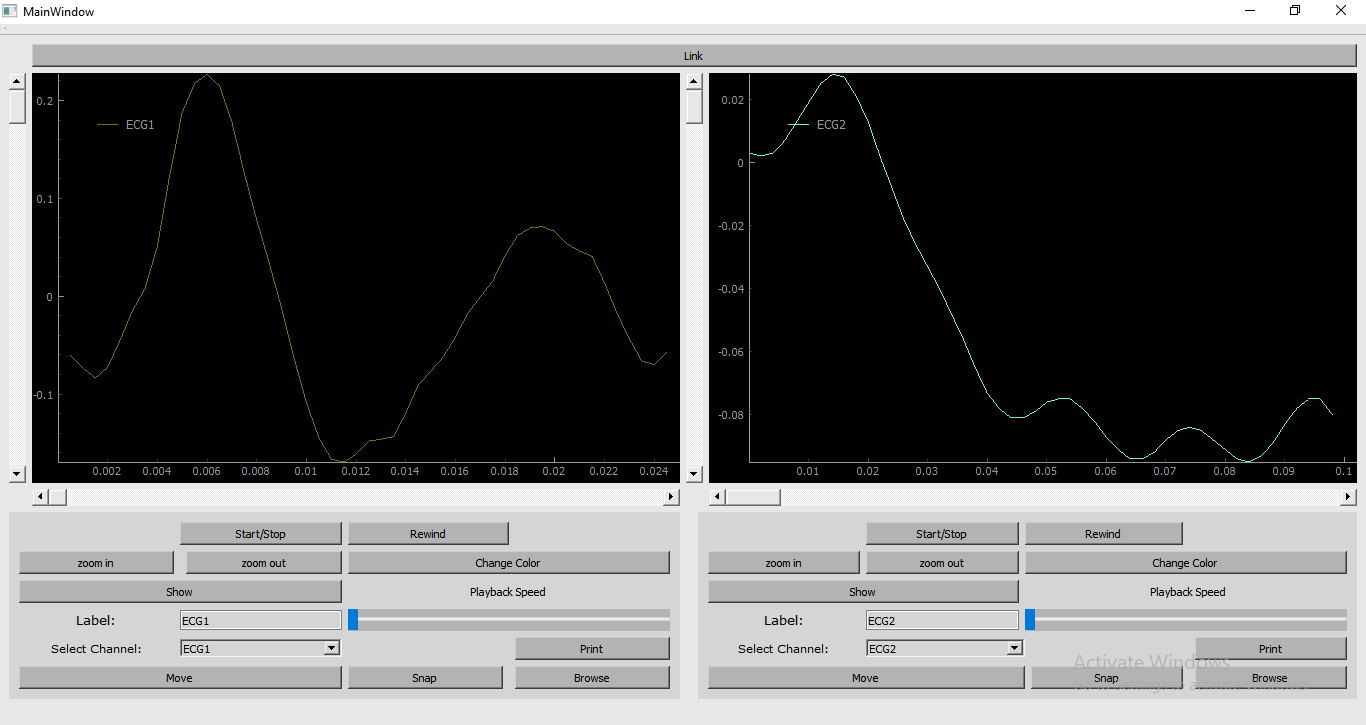 MainWindow
Link
0.2
0.1
0
-0.1
ECG1
0.002 0.004 0.006 0.008 0.01 0.012 0.014 0.016 0.018 0.02 0.022 0.024
0.02
0
-0.02
-0.04
-0.06
-0.08
ECG2
0.01 0.02 0.03 0.04 0.05 0.06 0.07 0.08 0.09 0.1
Start/Stop Rewind
zoom in zoom out Change Color
Show Playback Speed
Label: ECG1
Select Channel: ECG1 Print
Move Snap Browse
Start/Stop Rewind
zoom in zoom out Change Color
Show Playback Speed
Label: ECG2
Select Channel: ECG2 Print
Move Snap Browse
Activate Windows